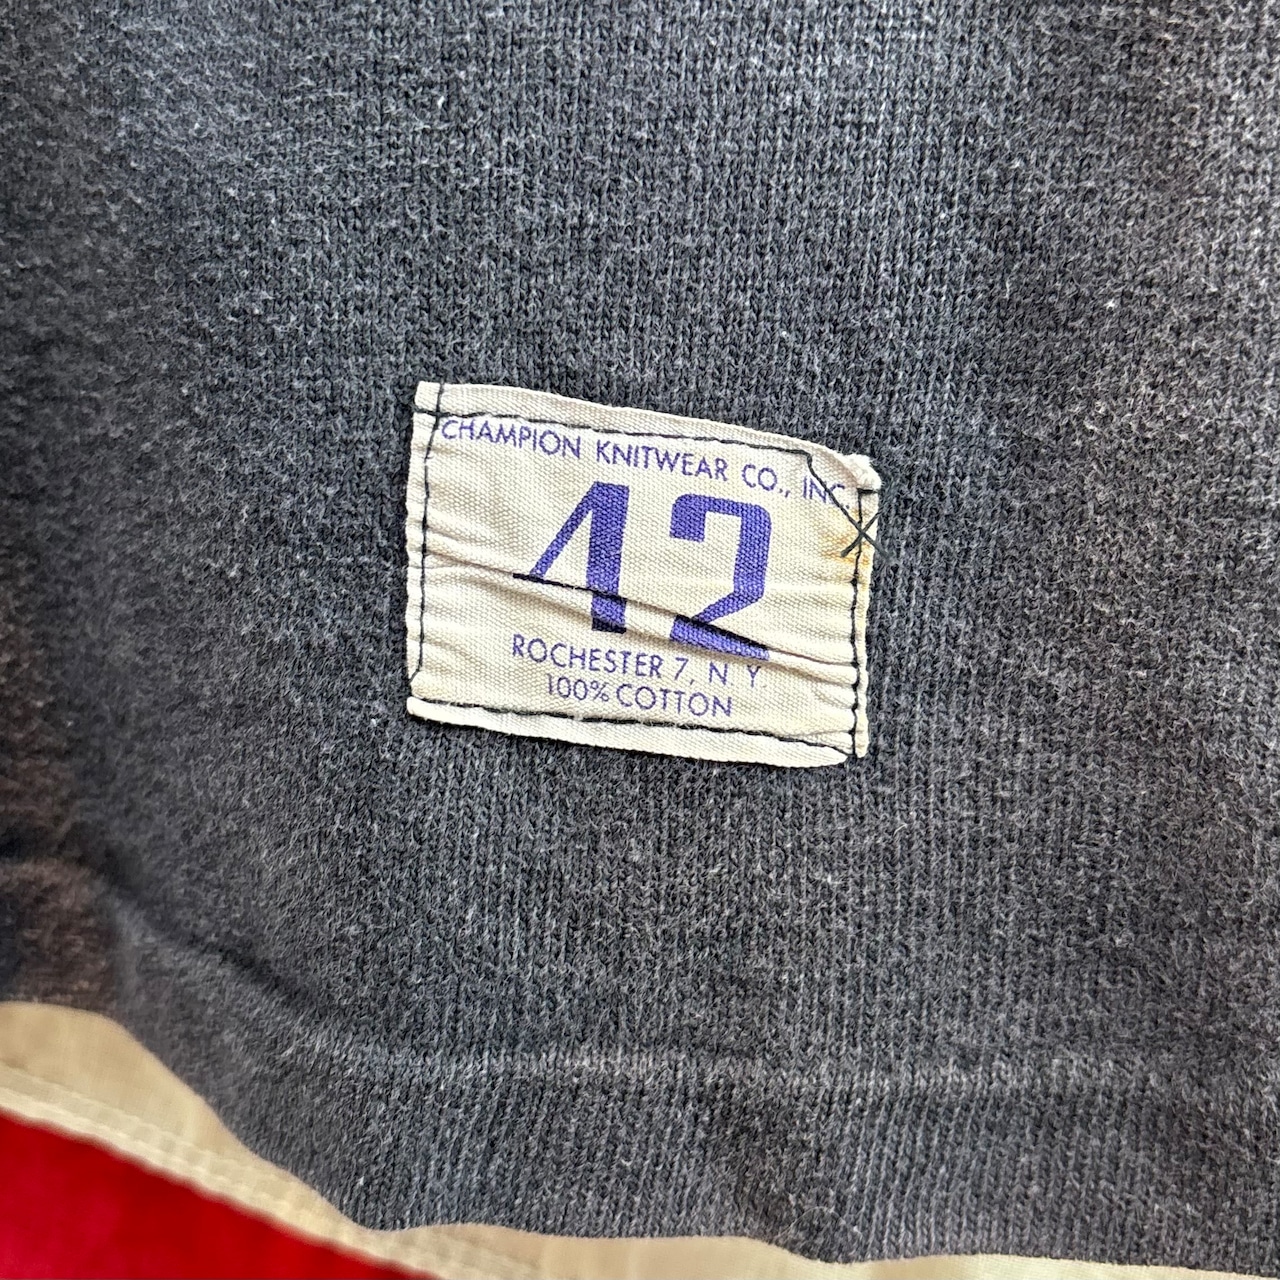 CHAMPION KNITWEAR CO., INC.
42
ROCHESTER 7, N. Y.
100% COTTON